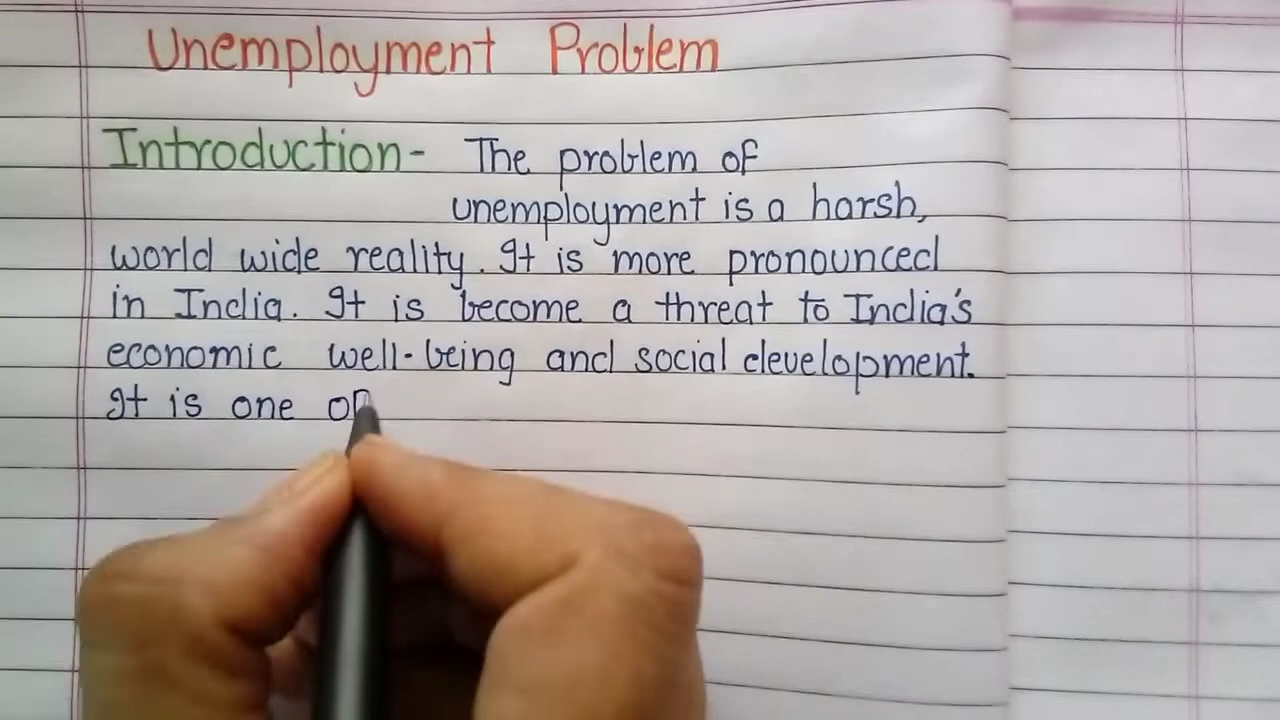 Unemployment Problem
Introduction- The problem of
unemployment is a harsh,
world wide reality. It is more pronounced
in India. It is become a threat to India's
economic well-being and social development.
It is one